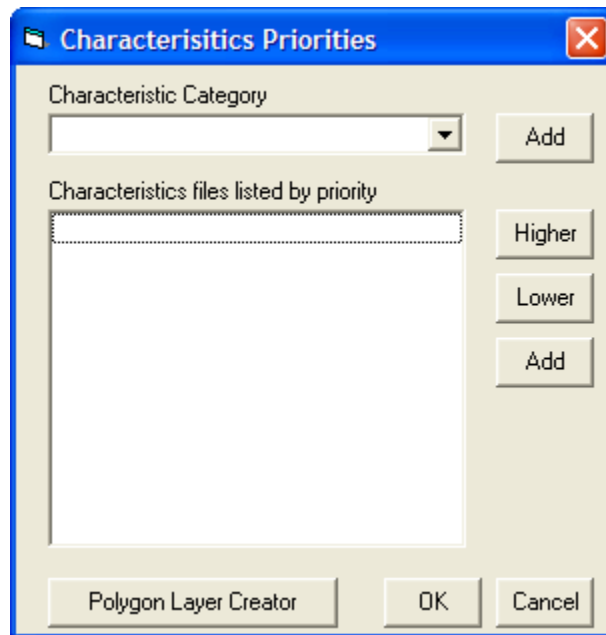 Characterisitics Priorities
Characteristic Category
Add
Characteristics files listed by priority
Higher
Lower
Add
Polygon Layer Creator
OK
Cancel